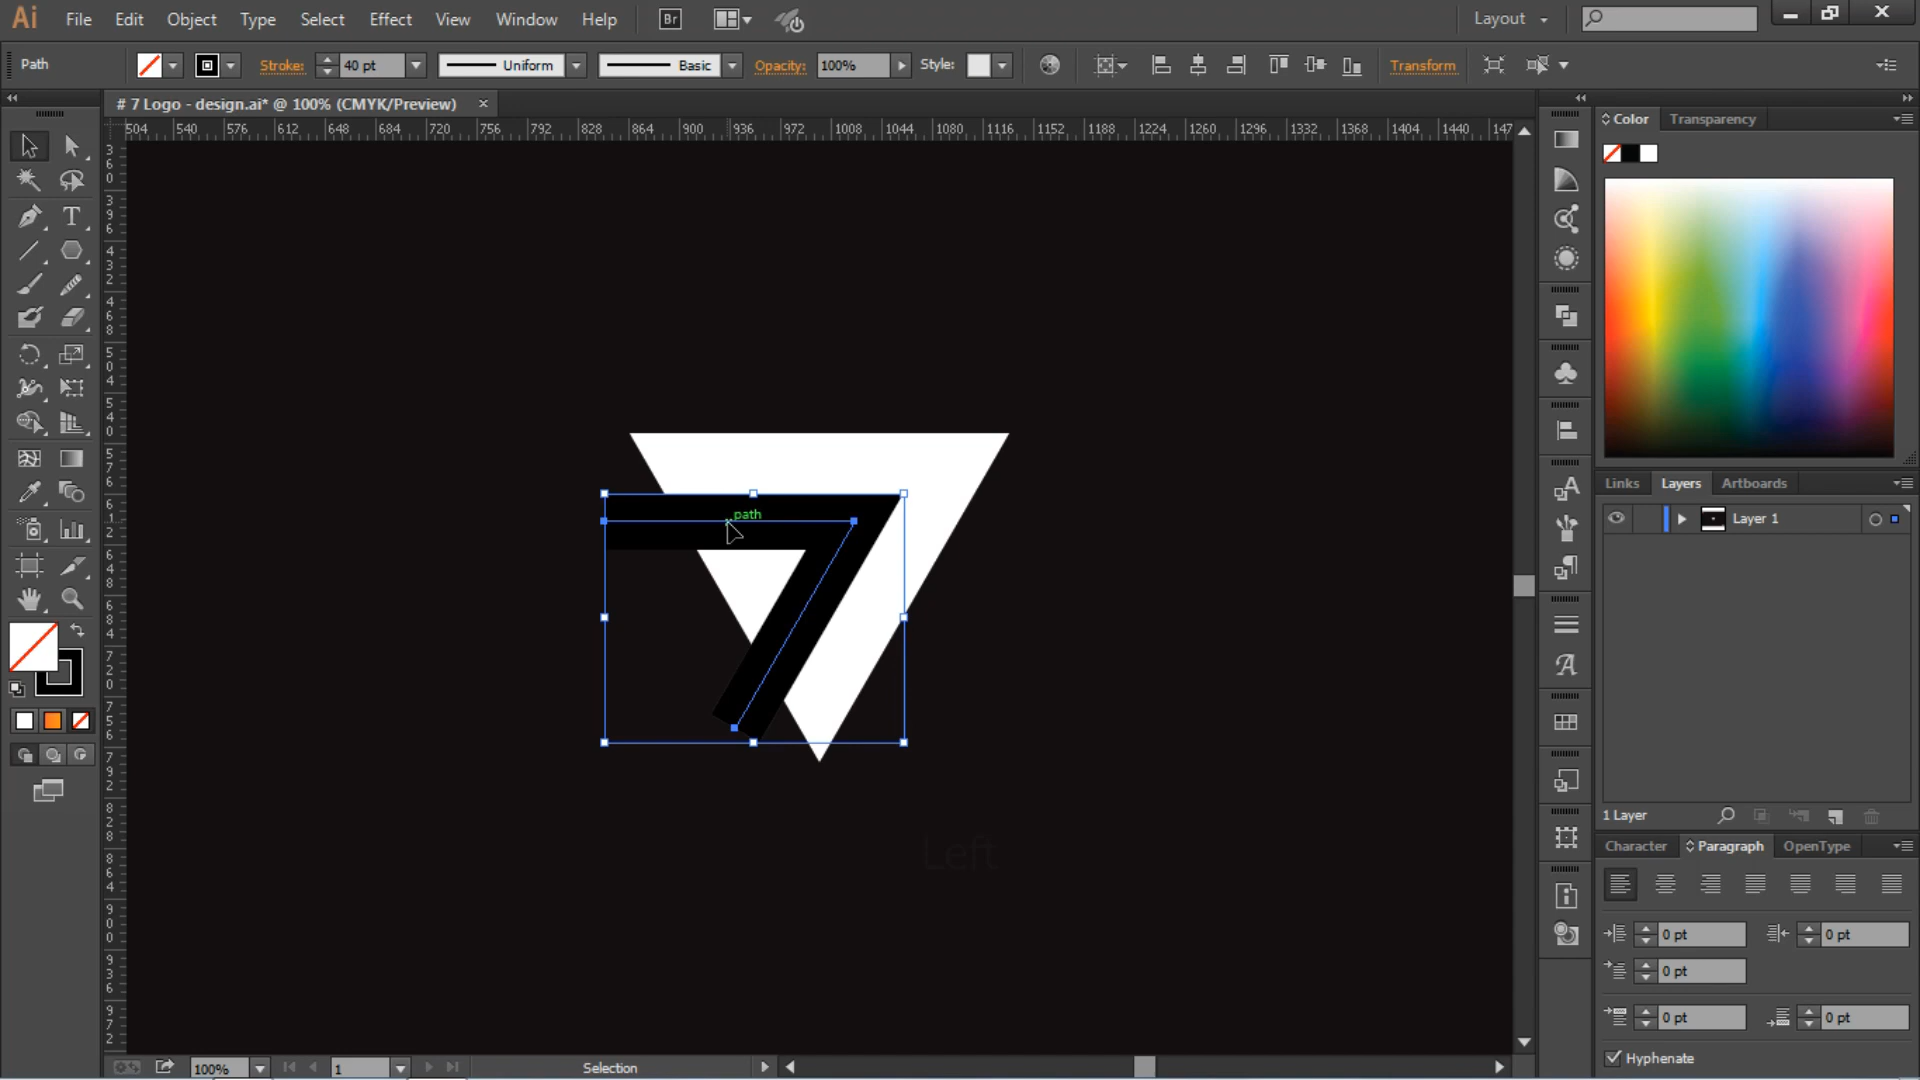 Ai File Edit Object Type Select Effect View Window Help Br Layout
Path Stroke: 40 pt Uniform Basic Opacity: 100% Style: Transform
# 7 Logo - design.ai* @ 100% (CMYK/Preview) ×
504 540 576 612 648 684 720 756 792 828 864 900 936 972 1008 1044 1080 1116 1152 1188 1224 1260 1296 1332 1368 1404 1440 147
Color Transparency
path
Links Layers Artboards
Layer 1
Left
1 Layer
Character Paragraph OpenType
0 pt 0 pt
0 pt
0 pt 0 pt
Hyphenate
100% 1 Selection